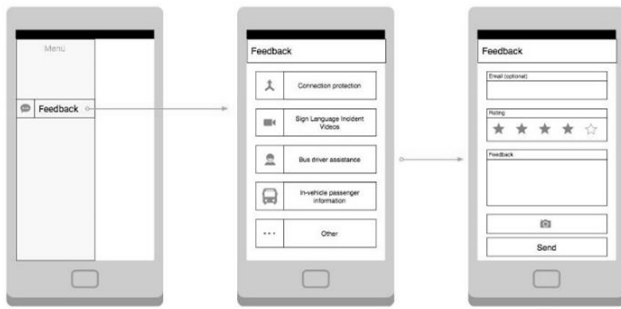 Menu
Feedback
Feedback
Connection protection
Sign Language Incident
Videos
Bus driver assistance
In-vehicle passenger
information
Other
Feedback
Email (optional)
Rating
Feedback
Send